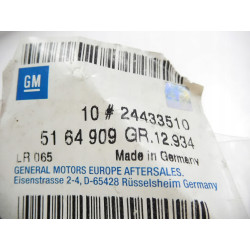 GM
10 # 24433510
51 64 909 GR.12.934
LR 065 Made in Germany
GENERAL MOTORS EUROPE AFTERSALES.
Eisenstrasse 2-4, D-65428 Rüsselsheim Germany